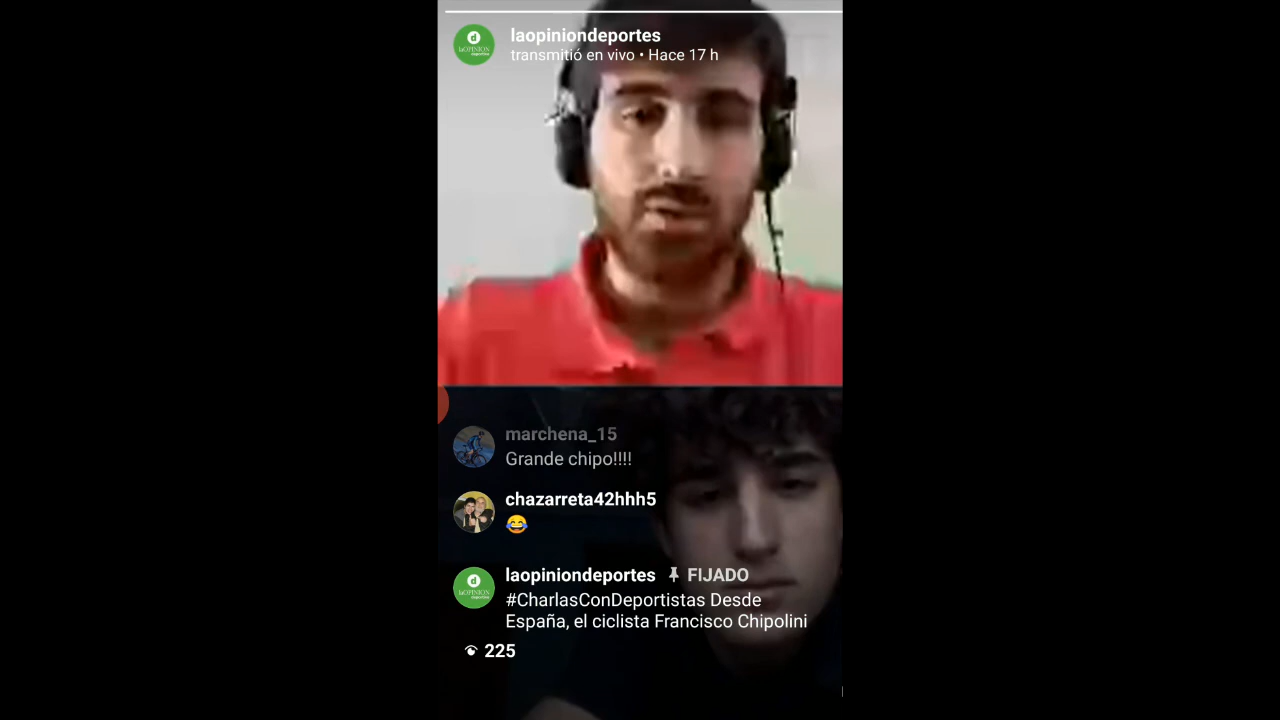 laopiniondeportes
transmitió en vivo • Hace 17 h
marchena_15
Grande chipo!!!!
chazarreta42hhh5
😂
laopiniondeportes FIJADO
#CharlasConDeportistas Desde
España, el ciclista Francisco Chipolini
225